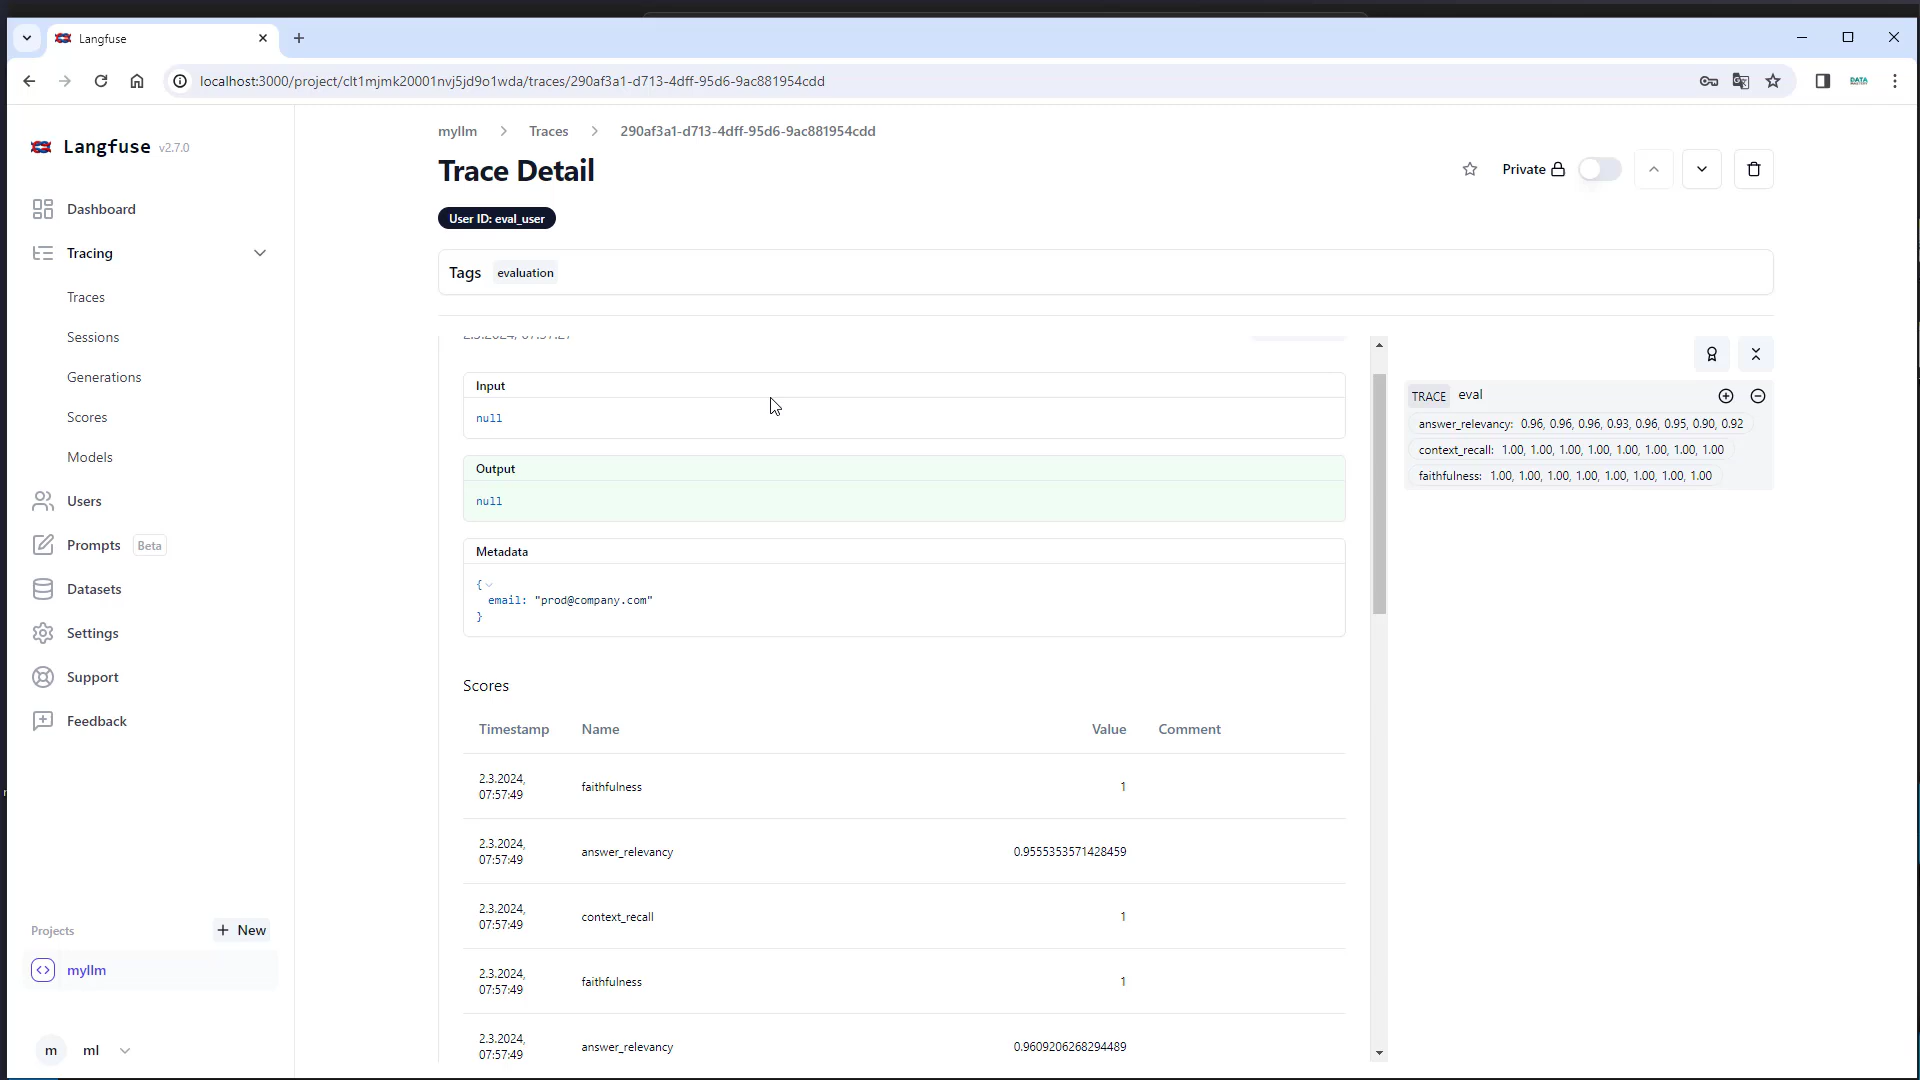 Langfuse
localhost:3000/project/clt1mjmk20001nvj5jd9o1wda/traces/290af3a1-d713-4dff-95d6-9ac881954cdd
DATA
Langfuse v2.7.0
Dashboard
Tracing
Traces
Sessions
Generations
Scores
Models
Users
Prompts Beta
Datasets
Settings
Support
Feedback
Projects + New
myllm
m ml
myllm > Traces > 290af3a1-d713-4dff-95d6-9ac881954cdd
Trace Detail
Private
User ID: eval_user
Tags evaluation
2.3.2024, 07:57:27
Input
null
Output
null
Metadata
{
email: "prod@company.com"
}
Scores
Timestamp Name Value Comment
2.3.2024,
07:57:49 faithfulness 1
2.3.2024,
07:57:49 answer_relevancy 0.9555353571428459
2.3.2024,
07:57:49 context_recall 1
2.3.2024,
07:57:49 faithfulness 1
2.3.2024,
07:57:49 answer_relevancy 0.9609206268294489
TRACE eval
answer_relevancy: 0.96, 0.96, 0.96, 0.93, 0.96, 0.95, 0.90, 0.92
context_recall: 1.00, 1.00, 1.00, 1.00, 1.00, 1.00, 1.00, 1.00
faithfulness: 1.00, 1.00, 1.00, 1.00, 1.00, 1.00, 1.00, 1.00